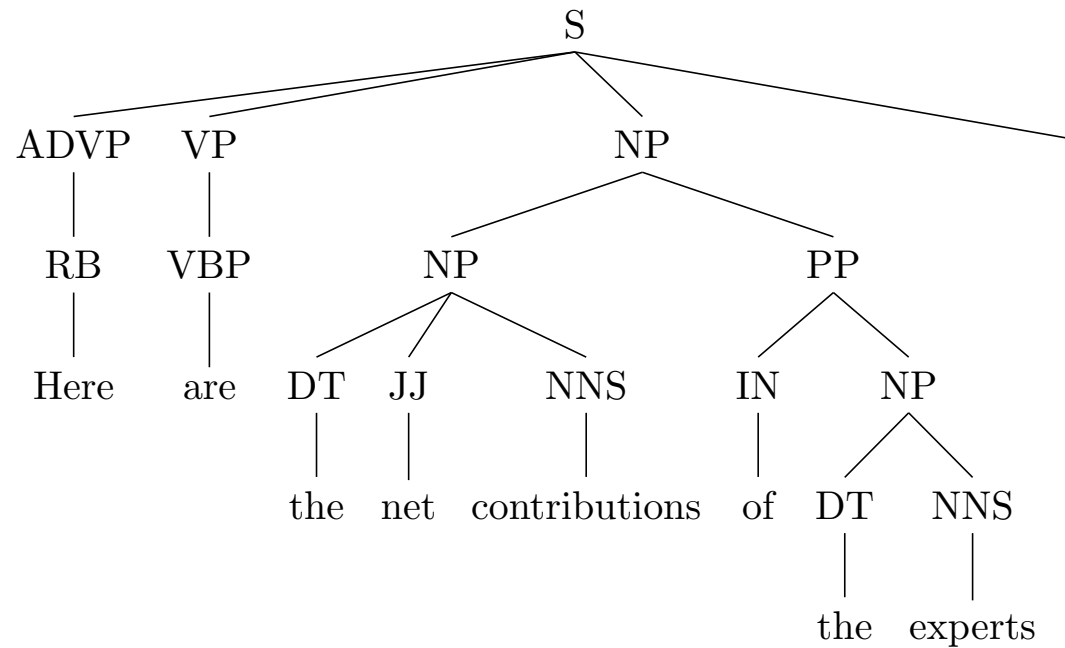 S
ADVP VP NP
RB VBP NP PP
Here are DT JJ NNS IN NP
the net contributions of DT NNS
the experts